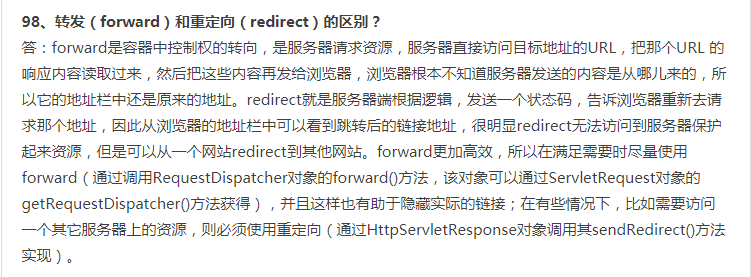 98、转发（forward）和重定向（redirect）的区别？
答：forward是容器中控制权的转向，是服务器请求资源，服务器直接访问目标地址的URL，把那个URL 的
响应内容读取过来，然后把这些内容再发给浏览器，浏览器根本不知道服务器发送的内容是从哪儿来的，所
以它的地址栏中还是原来的地址。redirect就是服务器端根据逻辑，发送一个状态码，告诉浏览器重新去请
求那个地址，因此从浏览器的地址栏中可以看到跳转后的链接地址，很明显redirect无法访问到服务器保护
起来资源，但是可以从一个网站redirect到其他网站。forward更加高效，所以在满足需要时尽量使用
forward（通过调用RequestDispatcher对象的forward()方法，该对象可以通过ServletRequest对象的
getRequestDispatcher()方法获得），并且这样也有助于隐藏实际的链接；在有些情况下，比如需要访问
一个其它服务器上的资源，则必须使用重定向（通过HttpServletResponse对象调用其sendRedirect()方法
实现）。